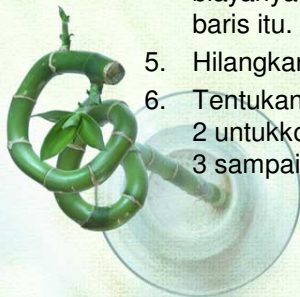 baris itu.
5. Hilangkan
6. Tentukan
2 untukko
3 sampai